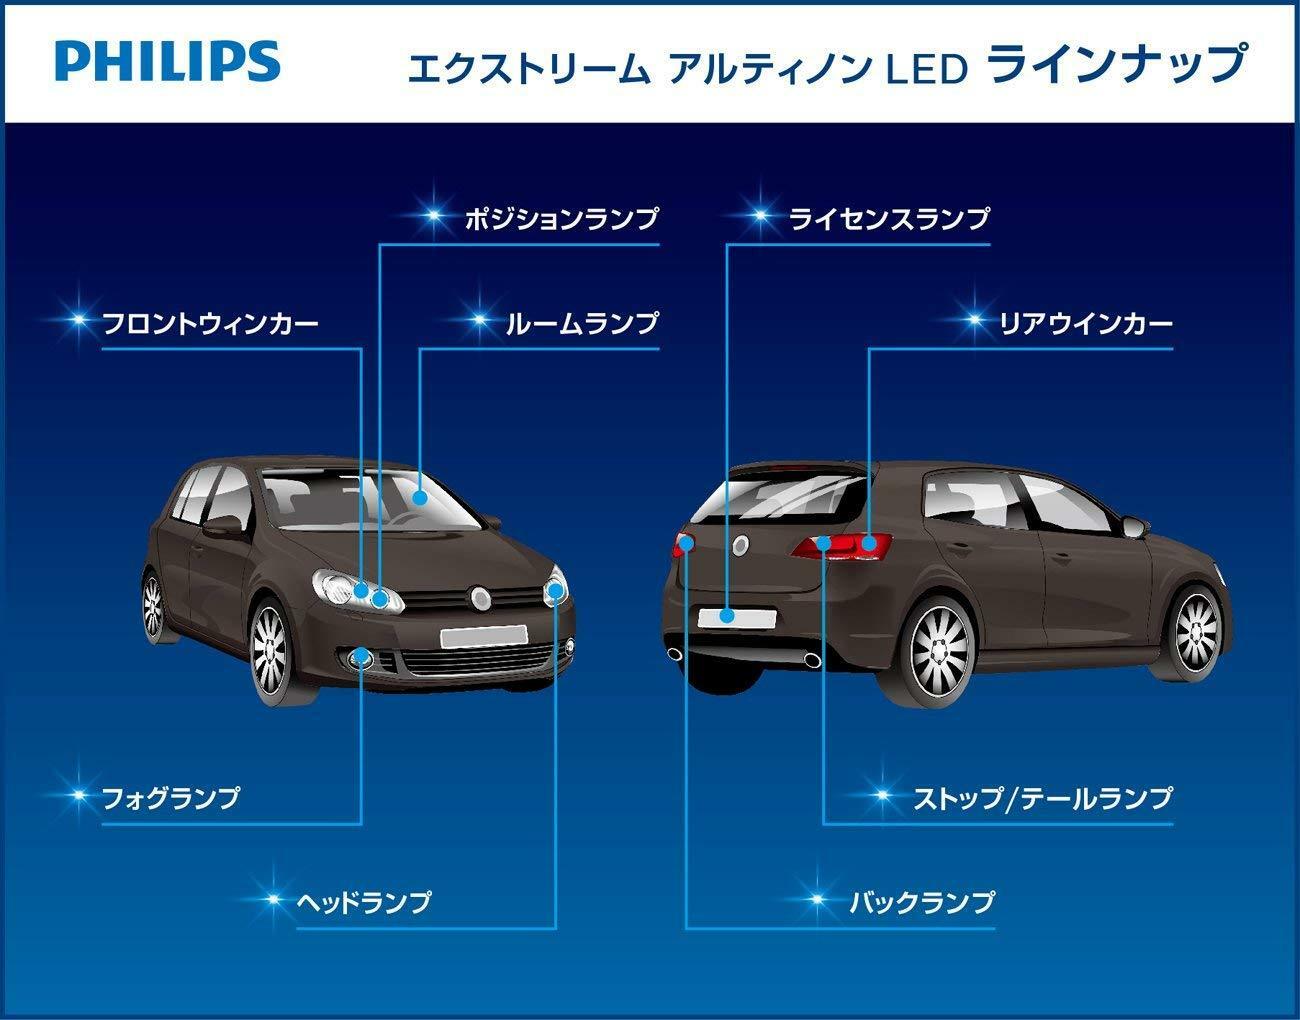 PHILIPS
エクストリーム アルティノン LED ラインナップ
ポジションランプ
ライセンスランプ
フロントウィンカー
ルームランプ
リアウインカー
フォグランプ
ストップ/テールランプ
ヘッドランプ
バックランプ